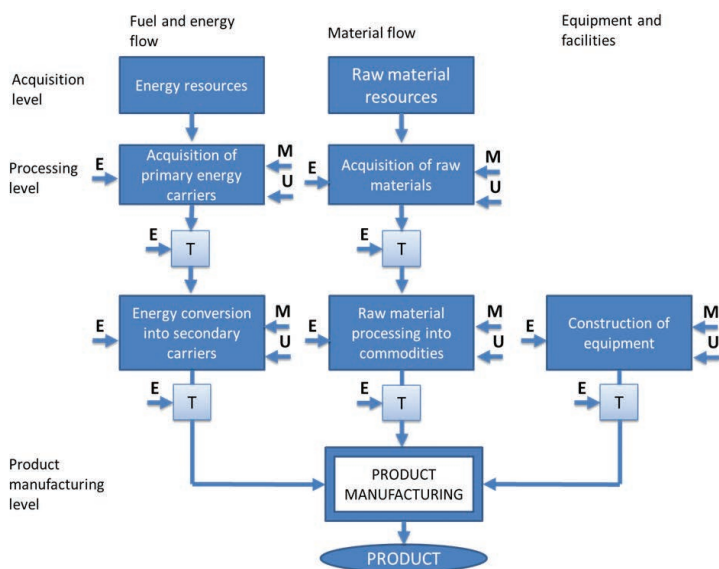 Fuel and energy
flow
Material flow
Equipment and
facilities
Acquisition
level
Energy resources
Raw material
resources
Processing
level
E
Acquisition of
primary energy
carriers
M
U
E
Acquisition of raw
materials
M
U
E
T
E
T
E
Energy conversion
into secondary
carriers
M
U
E
Raw material
processing into
commodities
M
U
E
Construction of
equipment
M
U
E
T
E
T
E
T
Product
manufacturing
level
PRODUCT
MANUFACTURING
PRODUCT